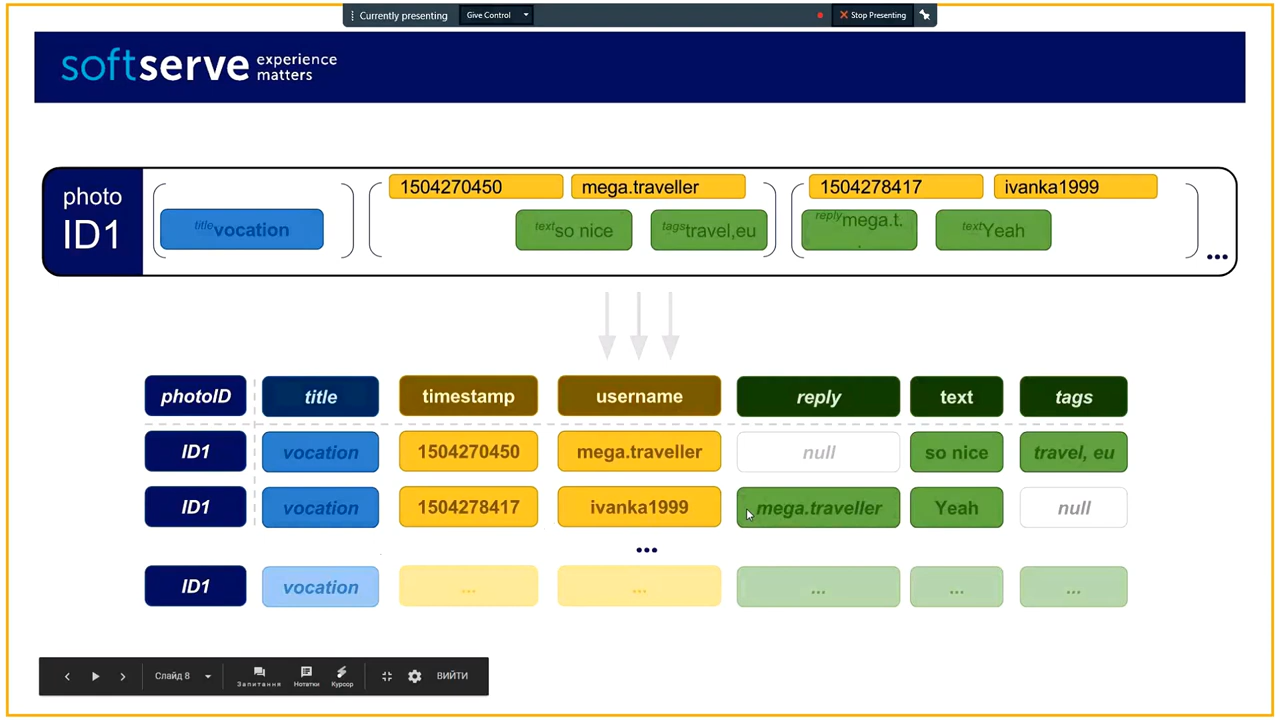 Currently presenting Give Control Stop Presenting
softserve experience matters
photo ID1
1504270450 mega.traveller 1504278417 ivanka1999
title vocation text so nice tags travel,eu reply mega.t. . text Yeah
...
photoID title timestamp username reply text tags
ID1 vocation 1504270450 mega.traveller null so nice travel, eu
ID1 vocation 1504278417 ivanka1999 mega.traveller Yeah null
...
ID1 vocation ... ... ... ... ...
Слайд 8 Запитання Нотатки Курсор ВИЙТИ